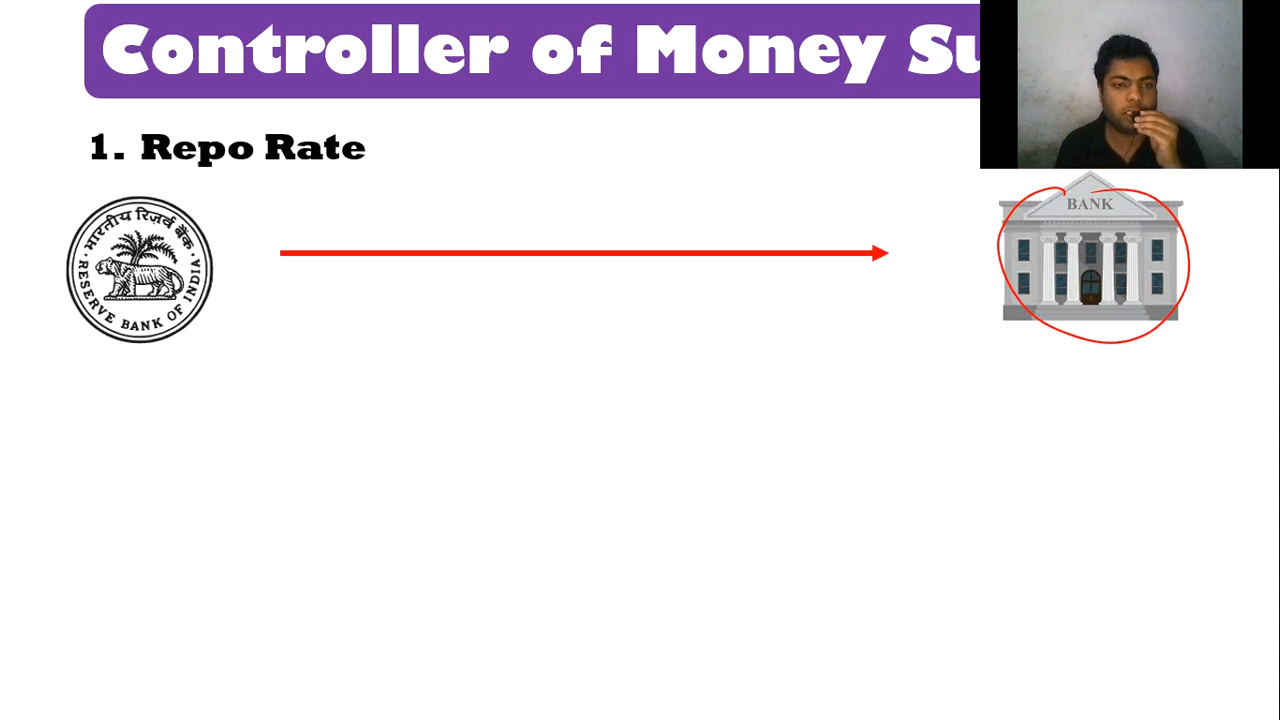 Controller of Money Su
1. Repo Rate
भारतीय रिज़र्व बैंक
RESERVE BANK OF INDIA
BANK